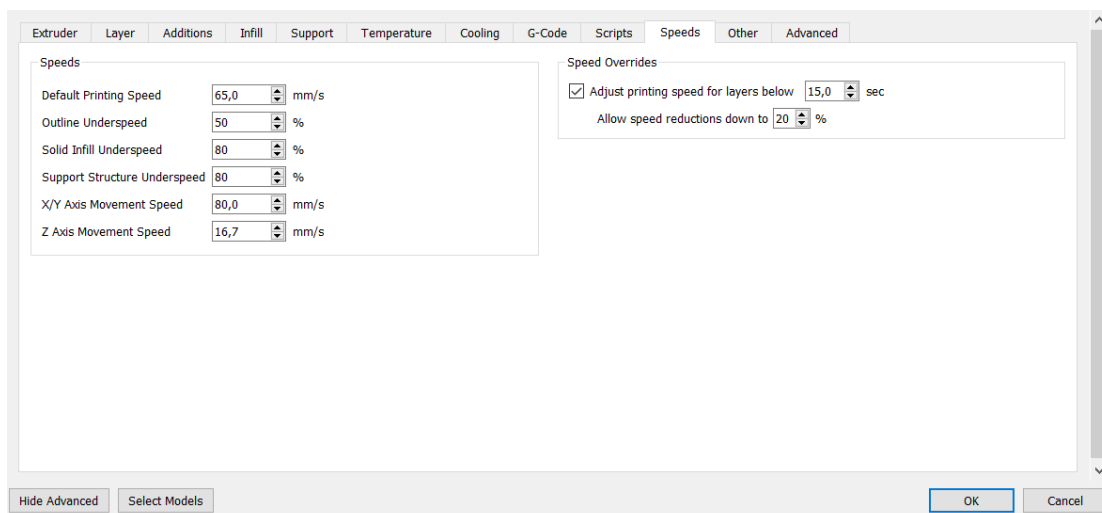 Extruder Layer Additions Infill Support Temperature Cooling G-Code Scripts Speeds Other Advanced
Speeds
Default Printing Speed 65,0 mm/s
Outline Underspeed 50 %
Solid Infill Underspeed 80 %
Support Structure Underspeed 80 %
X/Y Axis Movement Speed 80,0 mm/s
Z Axis Movement Speed 16,7 mm/s
Speed Overrides
Adjust printing speed for layers below 15,0 sec
Allow speed reductions down to 20 %
Hide Advanced Select Models OK Cancel